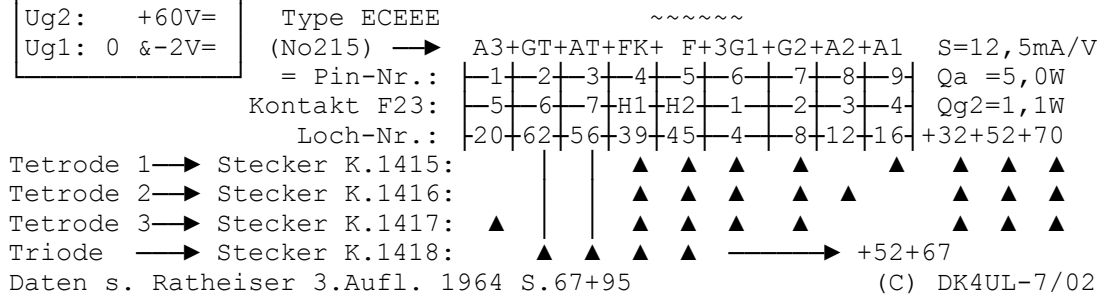 Ug2:   +60V=     Type ECEEE                ~~~~~~
Ug1: 0 &-2V=    (No215) ──► A3+GT+AT+FK+ F+3G1+G2+A2+A1  S=12,5mA/V
= Pin-Nr.: ├─1┼─2┼─3┼─4┼─5┼─6┼──7┼─8┼─9┤ Qa =5,0W
Kontakt F23: ├─5┼─6┼─7┼H1┼H2┼─1┼──2┼─3┼─4┤ Qg2=1,1W
Loch-Nr.: ├20┼62┼56┼39┼45┼─4┼──8┼12┼16┤+32+52+70
Tetrode 1──► Stecker K.1415: │ │ ▲ ▲ ▲ ▲ ▲ ▲ ▲ ▲
Tetrode 2──► Stecker K.1416: │ │ ▲ ▲ ▲ ▲ ▲ ▲ ▲ ▲
Tetrode 3──► Stecker K.1417: ▲ │ │ ▲ ▲ ▲ ▲ ▲ ▲ ▲
Triode ──► Stecker K.1418: ▲ ▲ ▲ ▲ ─────► +52+67
Daten s. Ratheiser 3.Aufl. 1964 S.67+95 (C) DK4UL-7/02